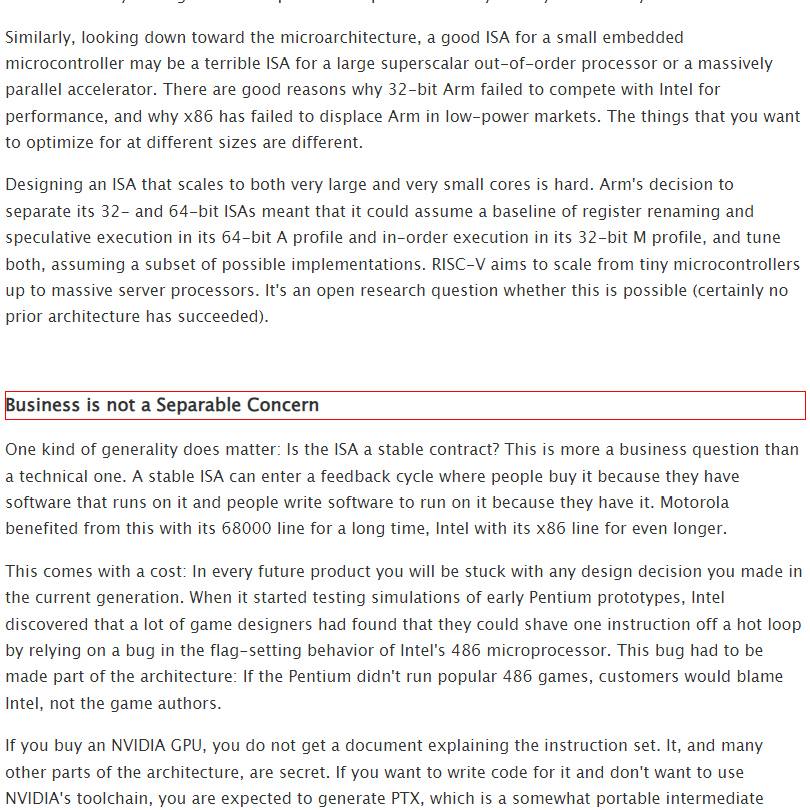 Similarly, looking down toward the microarchitecture, a good ISA for a small embedded
microcontroller may be a terrible ISA for a large superscalar out-of-order processor or a massively
parallel accelerator. There are good reasons why 32-bit Arm failed to compete with Intel for
performance, and why x86 has failed to displace Arm in low-power markets. The things that you want
to optimize for at different sizes are different.
Designing an ISA that scales to both very large and very small cores is hard. Arm's decision to
separate its 32- and 64-bit ISAs meant that it could assume a baseline of register renaming and
speculative execution in its 64-bit A profile and in-order execution in its 32-bit M profile, and tune
both, assuming a subset of possible implementations. RISC-V aims to scale from tiny microcontrollers
up to massive server processors. It's an open research question whether this is possible (certainly no
prior architecture has succeeded).
Business is not a Separable Concern
One kind of generality does matter: Is the ISA a stable contract? This is more a business question than
a technical one. A stable ISA can enter a feedback cycle where people buy it because they have
software that runs on it and people write software to run on it because they have it. Motorola
benefited from this with its 68000 line for a long time, Intel with its x86 line for even longer.
This comes with a cost: In every future product you will be stuck with any design decision you made in
the current generation. When it started testing simulations of early Pentium prototypes, Intel
discovered that a lot of game designers had found that they could shave one instruction off a hot loop
by relying on a bug in the flag-setting behavior of Intel's 486 microprocessor. This bug had to be
made part of the architecture: If the Pentium didn't run popular 486 games, customers would blame
Intel, not the game authors.
If you buy an NVIDIA GPU, you do not get a document explaining the instruction set. It, and many
other parts of the architecture, are secret. If you want to write code for it and don't want to use
NVIDIA's toolchain, you are expected to generate PTX, which is a somewhat portable intermediate